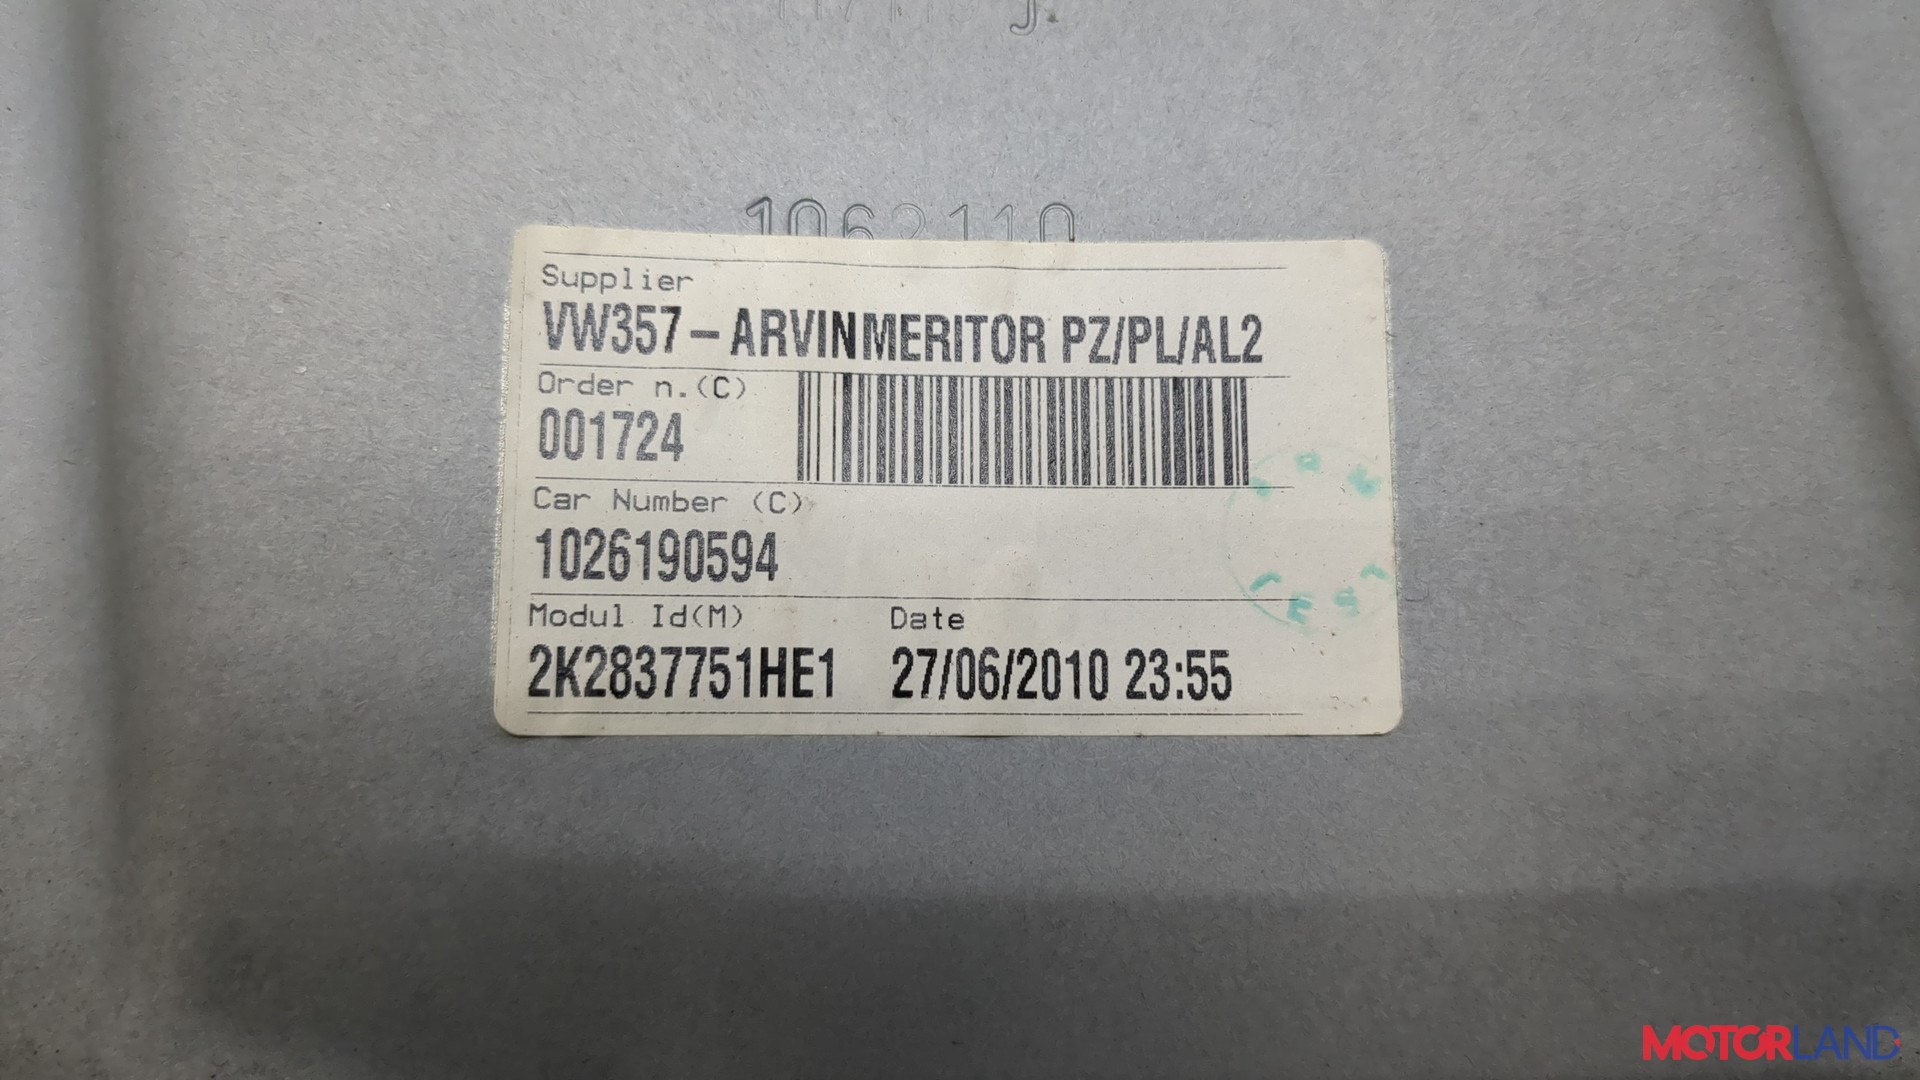 1062110
Supplier
VW357-ARVINMERITOR PZ/PL/AL2
Order n.(C)
001724
Car Number (C)
1026190594
Modul Id(M) Date
2K2837751HE1 27/06/2010 23:55
MOTORLAND